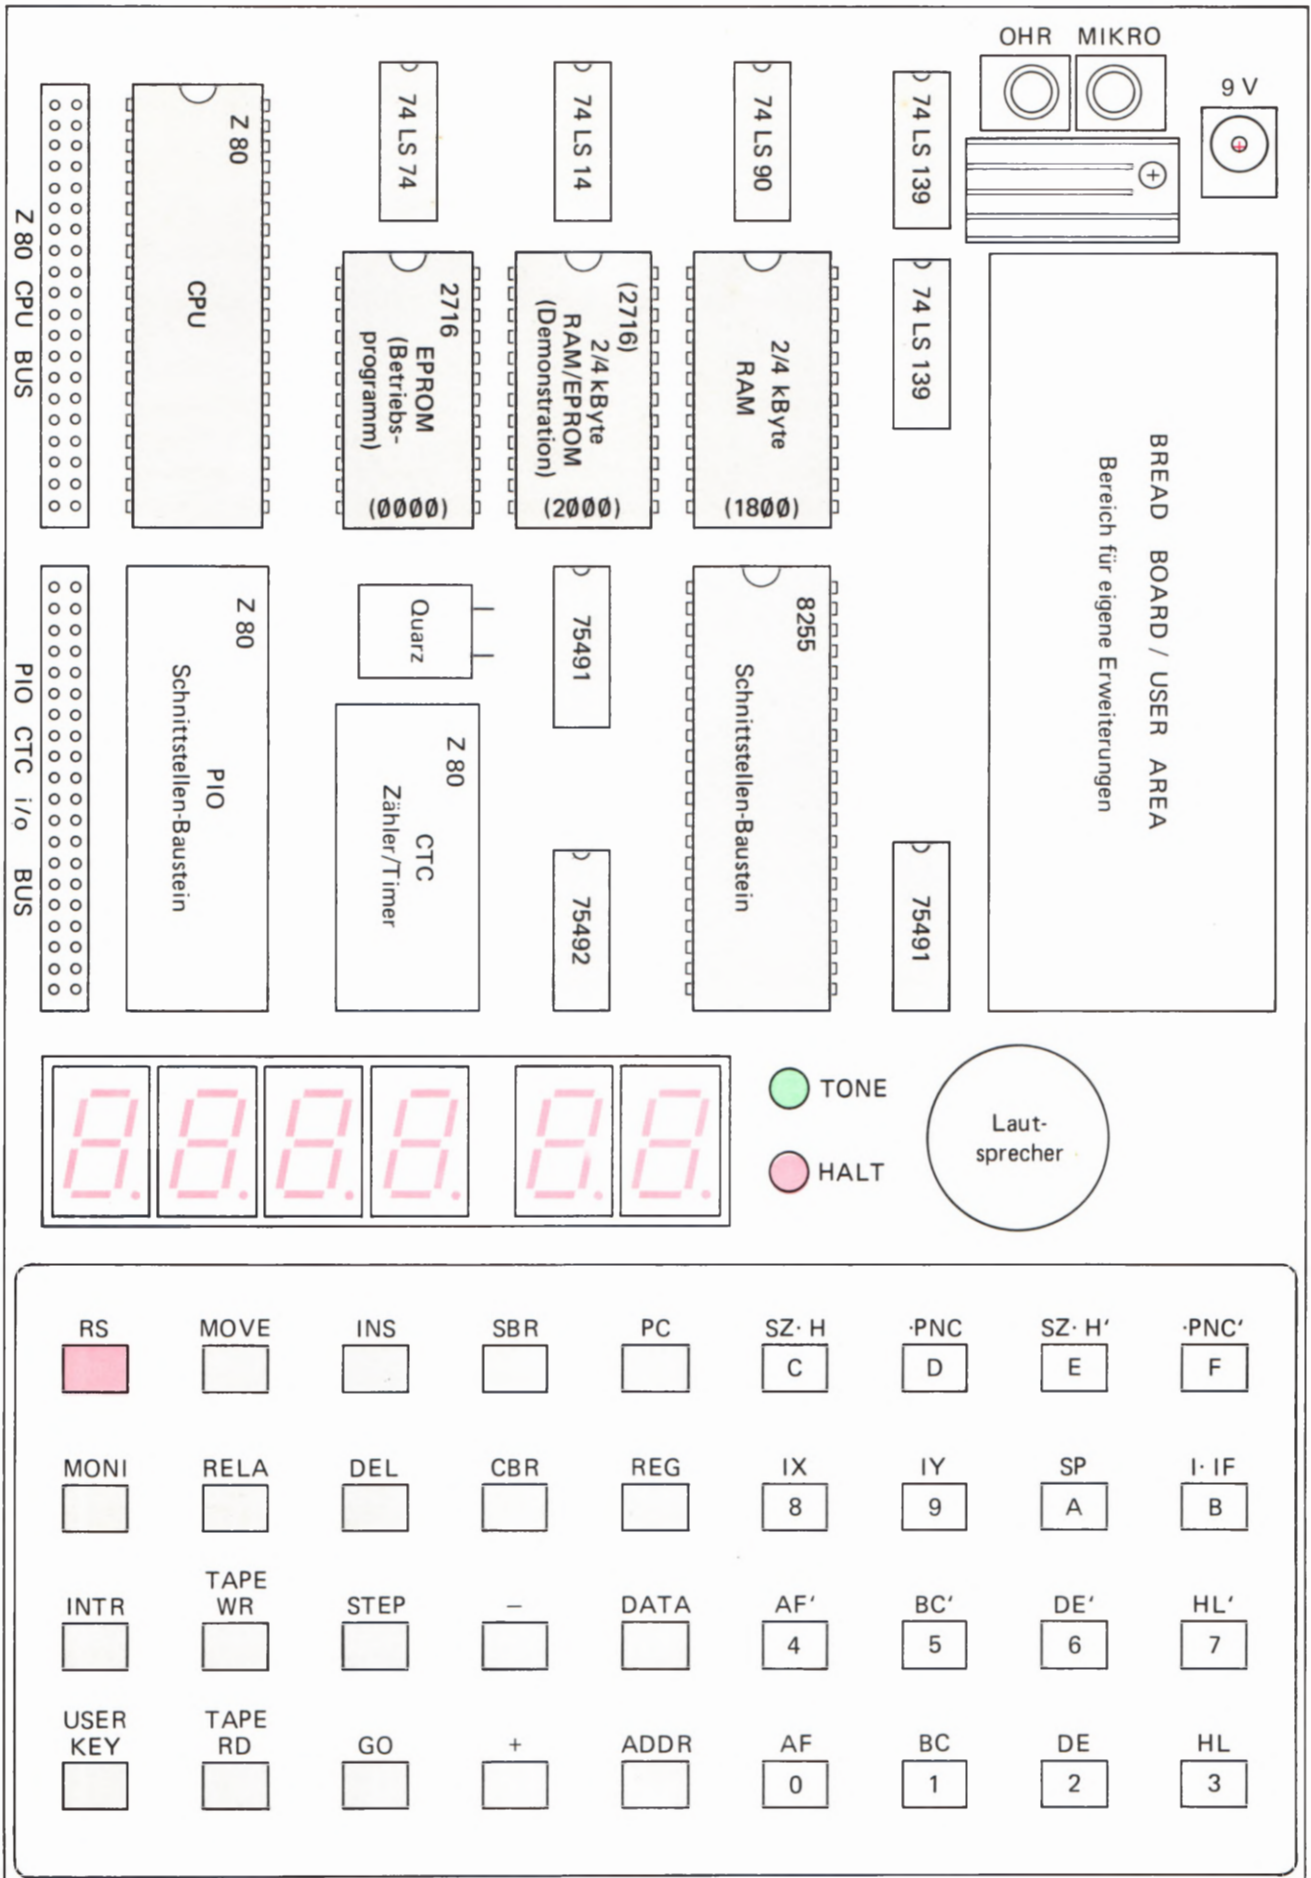 OHR MIKRO
9 V
Z 80 CPU BUS
Z 80
CPU
74 LS 74
74 LS 14
74 LS 90
74 LS 139
2716
EPROM
(Betriebs-
programm)
(0000)
(2716)
2/4 kByte
RAM/EPROM
(Demonstration)
(2000)
2/4 kByte
RAM
(1800)
74 LS 139
BREAD BOARD / USER AREA
Bereich für eigene Erweiterungen
PIO CTC i/o BUS
Z 80
PIO
Schnittstellen-Baustein
Quarz
Z 80
CTC
Zähler/Timer
75491
75492
8255
Schnittstellen-Baustein
75491
8.8.8.8. 8.8.
TONE
HALT
Laut-
sprecher
RS MOVE INS SBR PC SZ·H ·PNC SZ·H' ·PNC'
C D E F
MONI RELA DEL CBR REG IX IY SP I·IF
8 9 A B
INTR TAPE WR STEP – DATA AF' BC' DE' HL'
4 5 6 7
USER KEY TAPE RD GO + ADDR AF BC DE HL
0 1 2 3